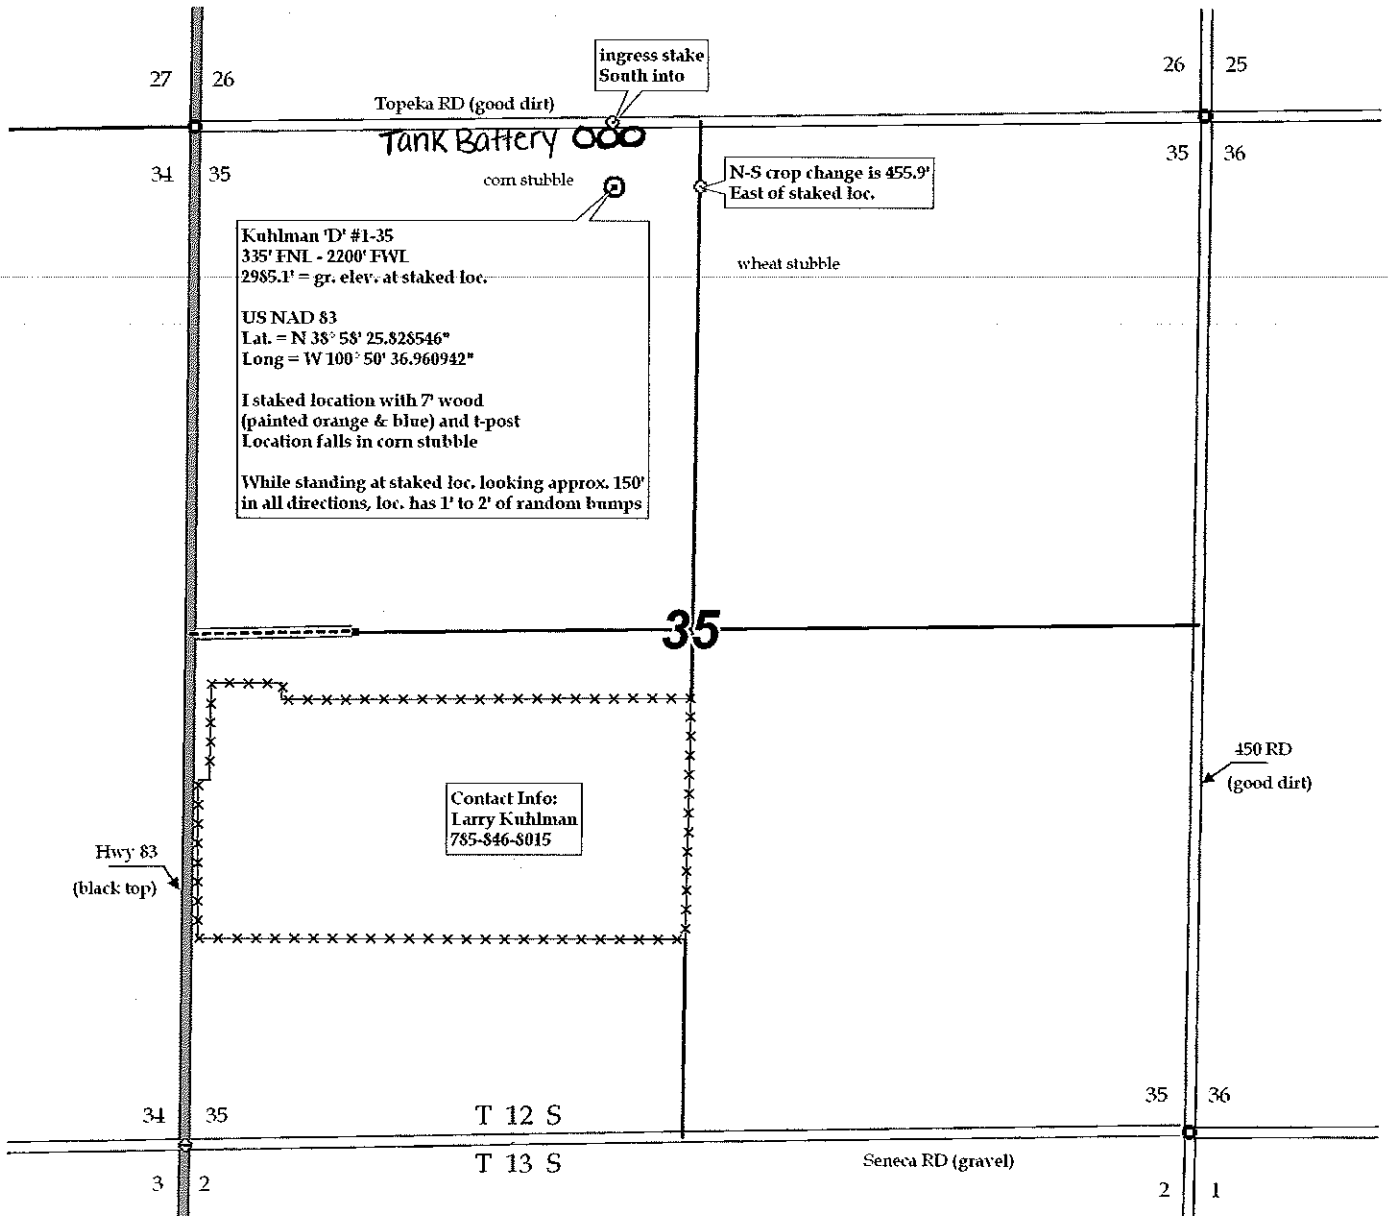 ingress stake
South into
27
26
26
25
Topeka RD (good dirt)
Tank Battery
34
35
35
36
corn stubble
N-S crop change is 455.9'
East of staked loc.
Kuhlman 'D' #1-35
335' FNL - 2200' FWL
2985.1' = gr. elev. at staked loc.
wheat stubble
US NAD 83
Lat. = N 38° 58' 25.828546"
Long = W 100° 50' 36.960942"
I staked location with 7' wood
(painted orange & blue) and t-post
Location falls in corn stubble
While standing at staked loc. looking approx. 150'
in all directions, loc. has 1' to 2' of random bumps
35
450 RD
(good dirt)
Contact Info:
Larry Kuhlman
785-846-8015
Hwy 83
(black top)
34
35
T 12 S
35
36
T 13 S
Seneca RD (gravel)
3
2
2
1